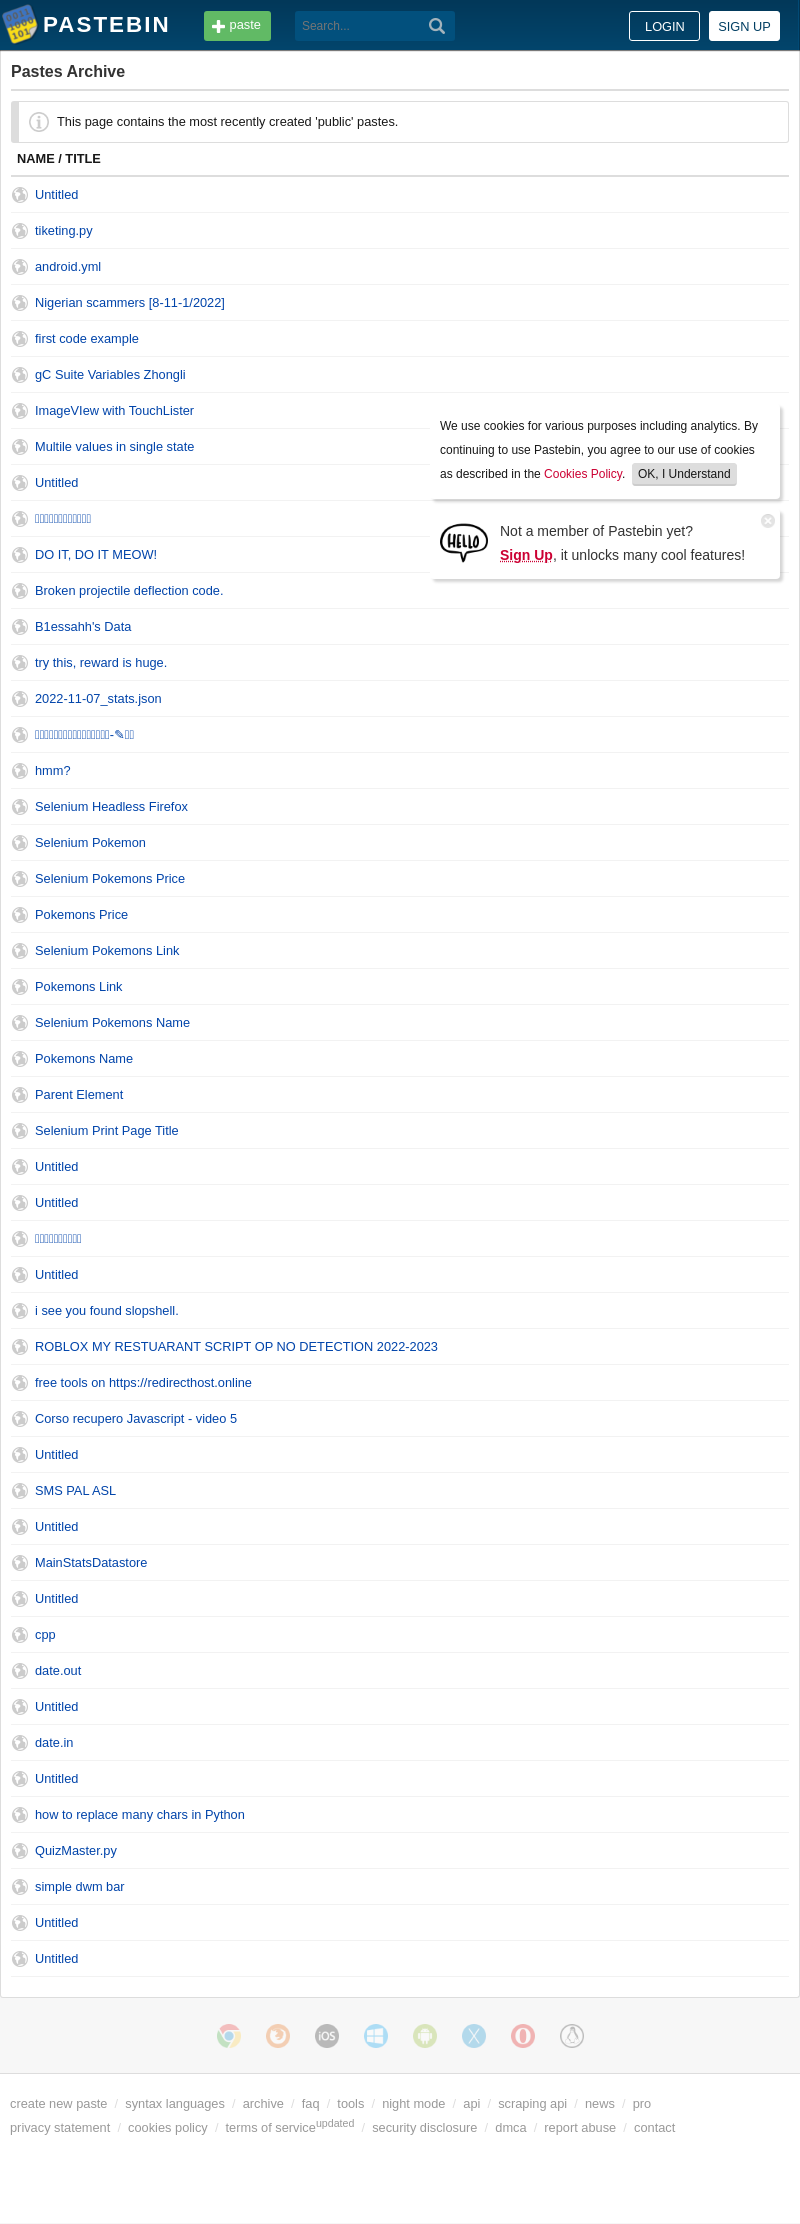 PASTEBIN
paste
Search...
LOGIN
SIGN UP
Pastes Archive
This page contains the most recently created 'public' pastes.
NAME / TITLE
Untitled
tiketing.py
android.yml
Nigerian scammers [8-11-1/2022]
first code example
gC Suite Variables Zhongli
ImageVIew with TouchLister
Multile values in single state
Untitled
DO IT, DO IT MEOW!
Broken projectile deflection code.
B1essahh's Data
try this, reward is huge.
2022-11-07_stats.json
hmm?
Selenium Headless Firefox
Selenium Pokemon
Selenium Pokemons Price
Pokemons Price
Selenium Pokemons Link
Pokemons Link
Selenium Pokemons Name
Pokemons Name
Parent Element
Selenium Print Page Title
Untitled
Untitled
Untitled
i see you found slopshell.
ROBLOX MY RESTUARANT SCRIPT OP NO DETECTION 2022-2023
free tools on https://redirecthost.online
Corso recupero Javascript - video 5
Untitled
SMS PAL ASL
Untitled
MainStatsDatastore
Untitled
cpp
date.out
Untitled
date.in
Untitled
how to replace many chars in Python
QuizMaster.py
simple dwm bar
Untitled
Untitled
We use cookies for various purposes including analytics. By
continuing to use Pastebin, you agree to our use of cookies
as described in the Cookies Policy. OK, I Understand
HELLO
Not a member of Pastebin yet?
Sign Up, it unlocks many cool features!
iOS
create new paste / syntax languages / archive / faq / tools / night mode / api / scraping api / news / pro
privacy statement / cookies policy / terms of service updated / security disclosure / dmca / report abuse / contact